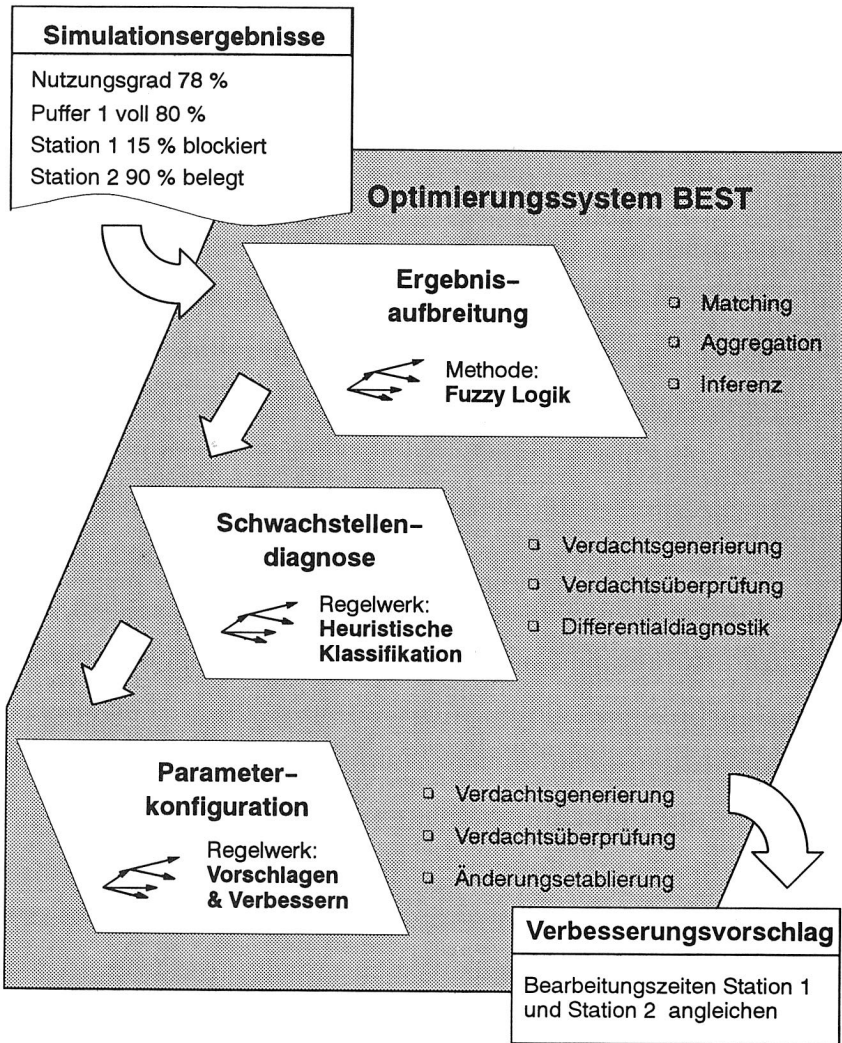 Simulationsergebnisse
Nutzungsgrad 78 %
Puffer 1 voll 80 %
Station 1 15 % blockiert
Station 2 90 % belegt
Optimierungssystem BEST
Ergebnis–
aufbreitung
Methode:
Fuzzy Logik
Matching
Aggregation
Inferenz
Schwachstellen–
diagnose
Regelwerk:
Heuristische
Klassifikation
Verdachtsgenerierung
Verdachtsüberprüfung
Differentialdiagnostik
Parameter–
konfiguration
Regelwerk:
Vorschlagen
& Verbessern
Verdachtsgenerierung
Verdachtsüberprüfung
Änderungsetablierung
Verbesserungsvorschlag
Bearbeitungszeiten Station 1
und Station 2 angleichen